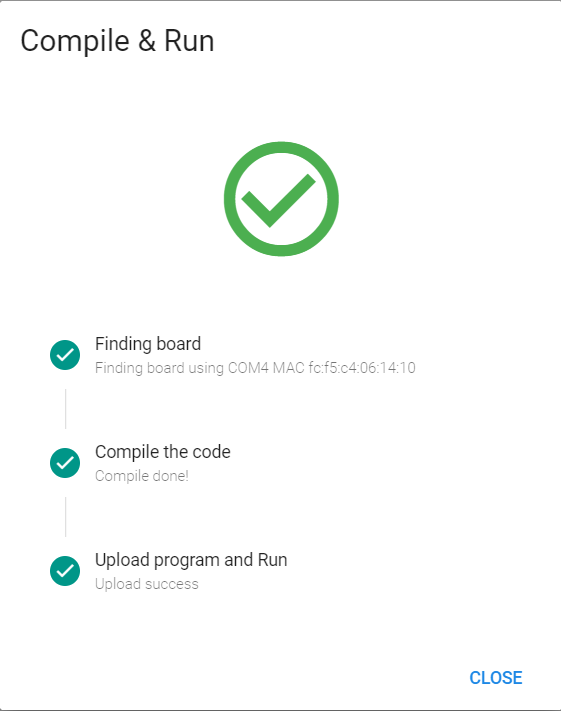 Compile & Run
Finding board
Finding board using COM4 MAC fc:f5:c4:06:14:10
Compile the code
Compile done!
Upload program and Run
Upload success
CLOSE